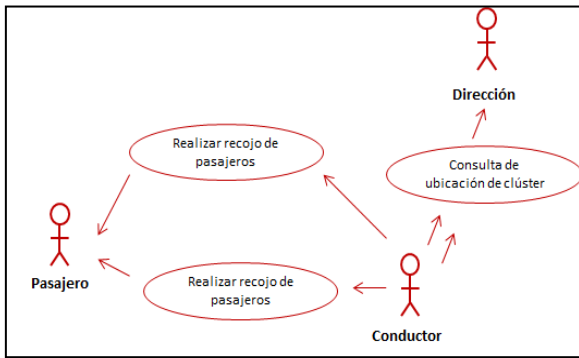 Dirección
Realizar recojo de
pasajeros
Consulta de
ubicación de clúster
Pasajero
Realizar recojo de
pasajeros
Conductor